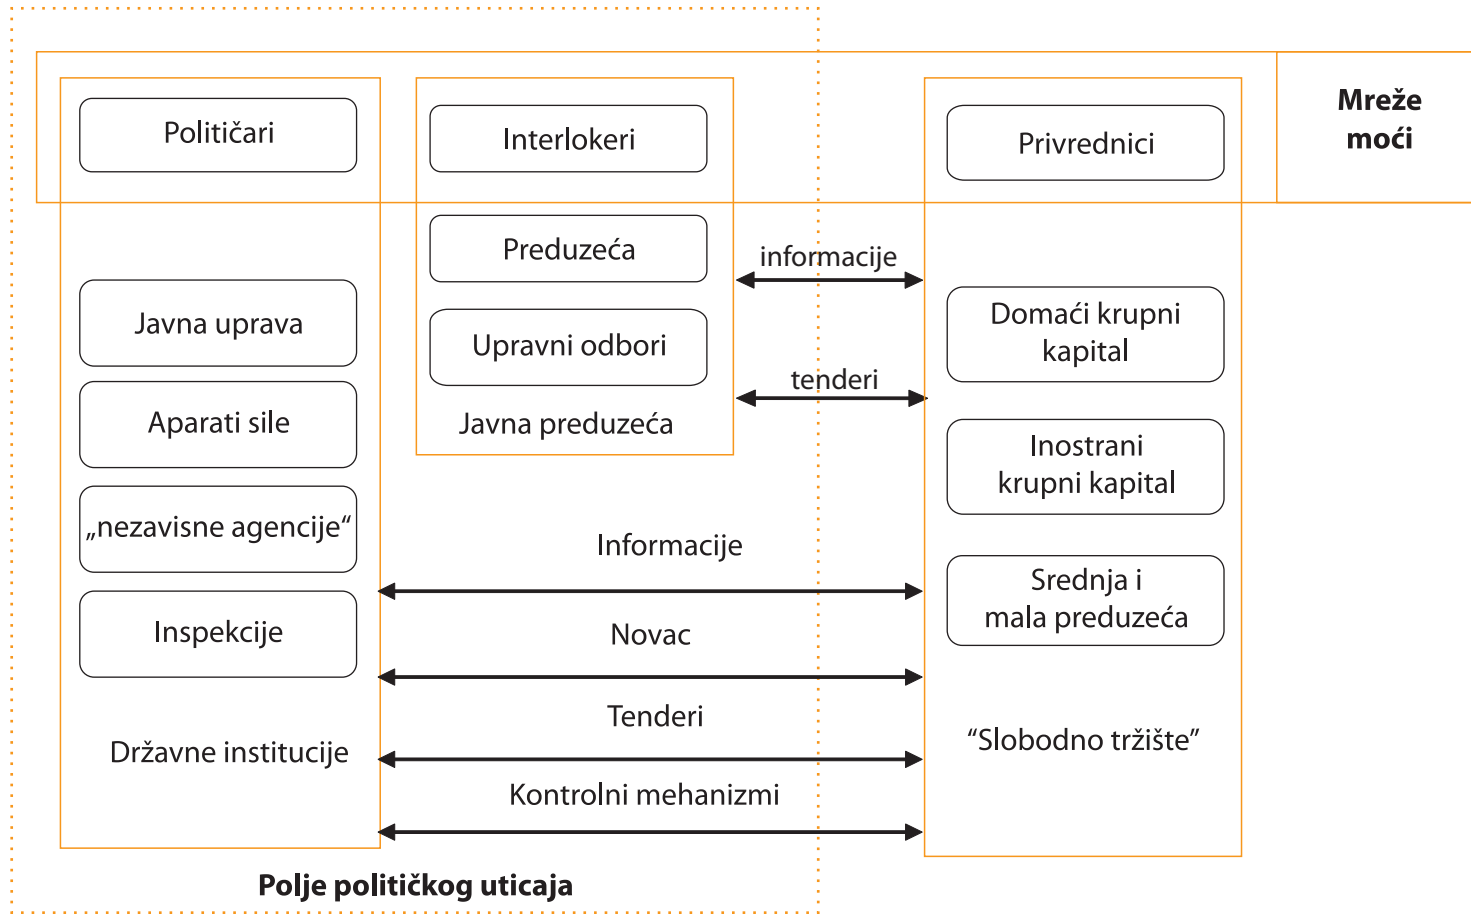 Mreže
moći
Političari
Interlokeri
Privrednici
Preduzeća
informacije
Javna uprava
Upravni odbori
Domaći krupni
kapital
tenderi
Aparati sile
Javna preduzeća
Inostrani
krupni kapital
„nezavisne agencije“
Informacije
Srednja i
mala preduzeća
Inspekcije
Novac
Tenderi
Državne institucije
“Slobodno tržište”
Kontrolni mehanizmi
Polje političkog uticaja